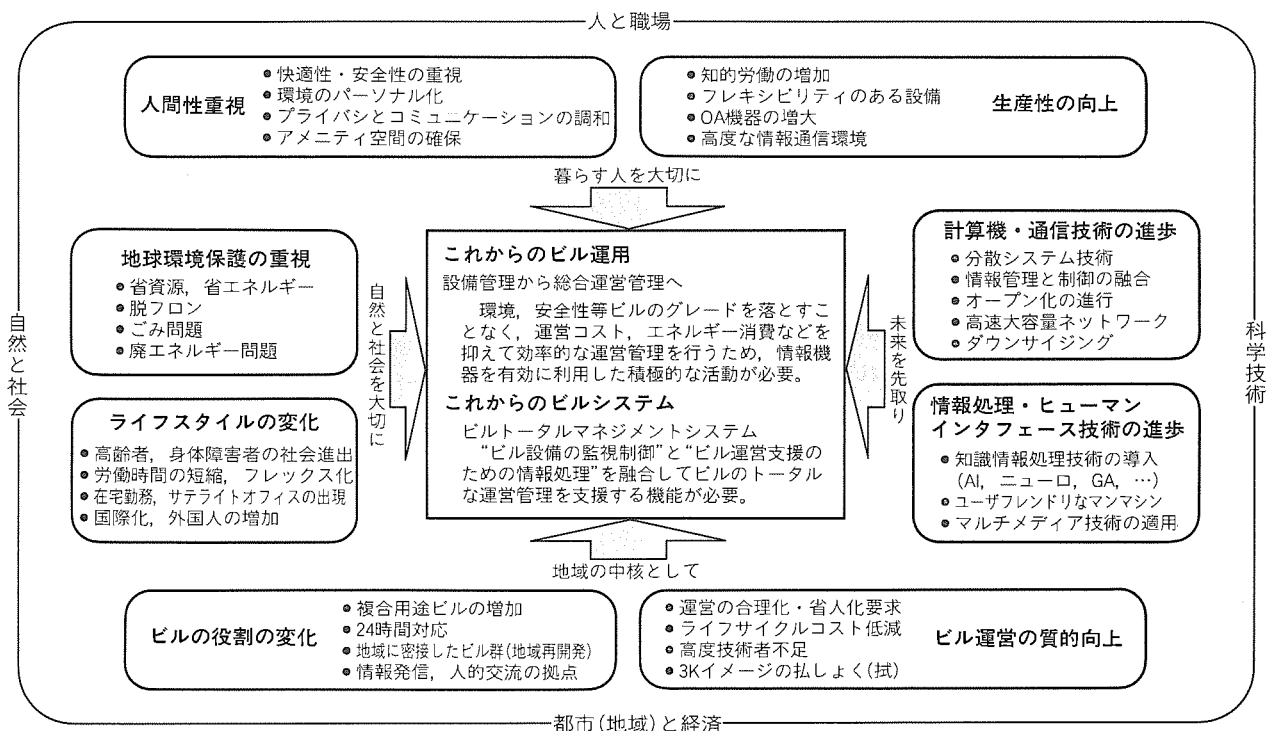 人と職場
人間性重視
● 快適性・安全性の重視
● 環境のパーソナル化
● プライバシとコミュニケーションの調和
● アメニティ空間の確保
● 知的労働の増加
● フレキシビリティのある設備
● OA機器の増大
● 高度な情報通信環境
生産性の向上
暮らす人を大切に
自然と社会
地球環境保護の重視
● 省資源，省エネルギー
● 脱フロン
● ごみ問題
● 廃エネルギー問題
ライフスタイルの変化
● 高齢者，身体障害者の社会進出
● 労働時間の短縮，フレックス化
● 在宅勤務，サテライトオフィスの出現
● 国際化，外国人の増加
自然と社会を大切に
これからのビル運用
設備管理から総合運営管理へ
環境，安全性等ビルのグレードを落とすこ
となく，運営コスト，エネルギー消費などを
抑えて効率的な運営管理を行うため，情報機
器を有効に利用した積極的な活動が必要。
これからのビルシステム
ビルトータルマネジメントシステム
“ビル設備の監視制御”と“ビル運営支援の
ための情報処理”を融合してビルのトータル
な運営管理を支援する機能が必要。
未来を先取り
計算機・通信技術の進歩
● 分散システム技術
● 情報管理と制御の融合
● オープン化の進行
● 高速大容量ネットワーク
● ダウンサイジング
情報処理・ヒューマン
インタフェース技術の進歩
● 知識情報処理技術の導入
(AI，ニューロ，GA，…)
● ユーザフレンドリなマンマシン
● マルチメディア技術の適用
科学技術
地域の中核として
ビルの役割の変化
● 複合用途ビルの増加
● 24時間対応
● 地域に密接したビル群(地域再開発)
● 情報発信，人的交流の拠点
● 運営の合理化・省人化要求
● ライフサイクルコスト低減
● 高度技術者不足
● 3Kイメージの払しょく(拭)
ビル運営の質的向上
都市(地域)と経済